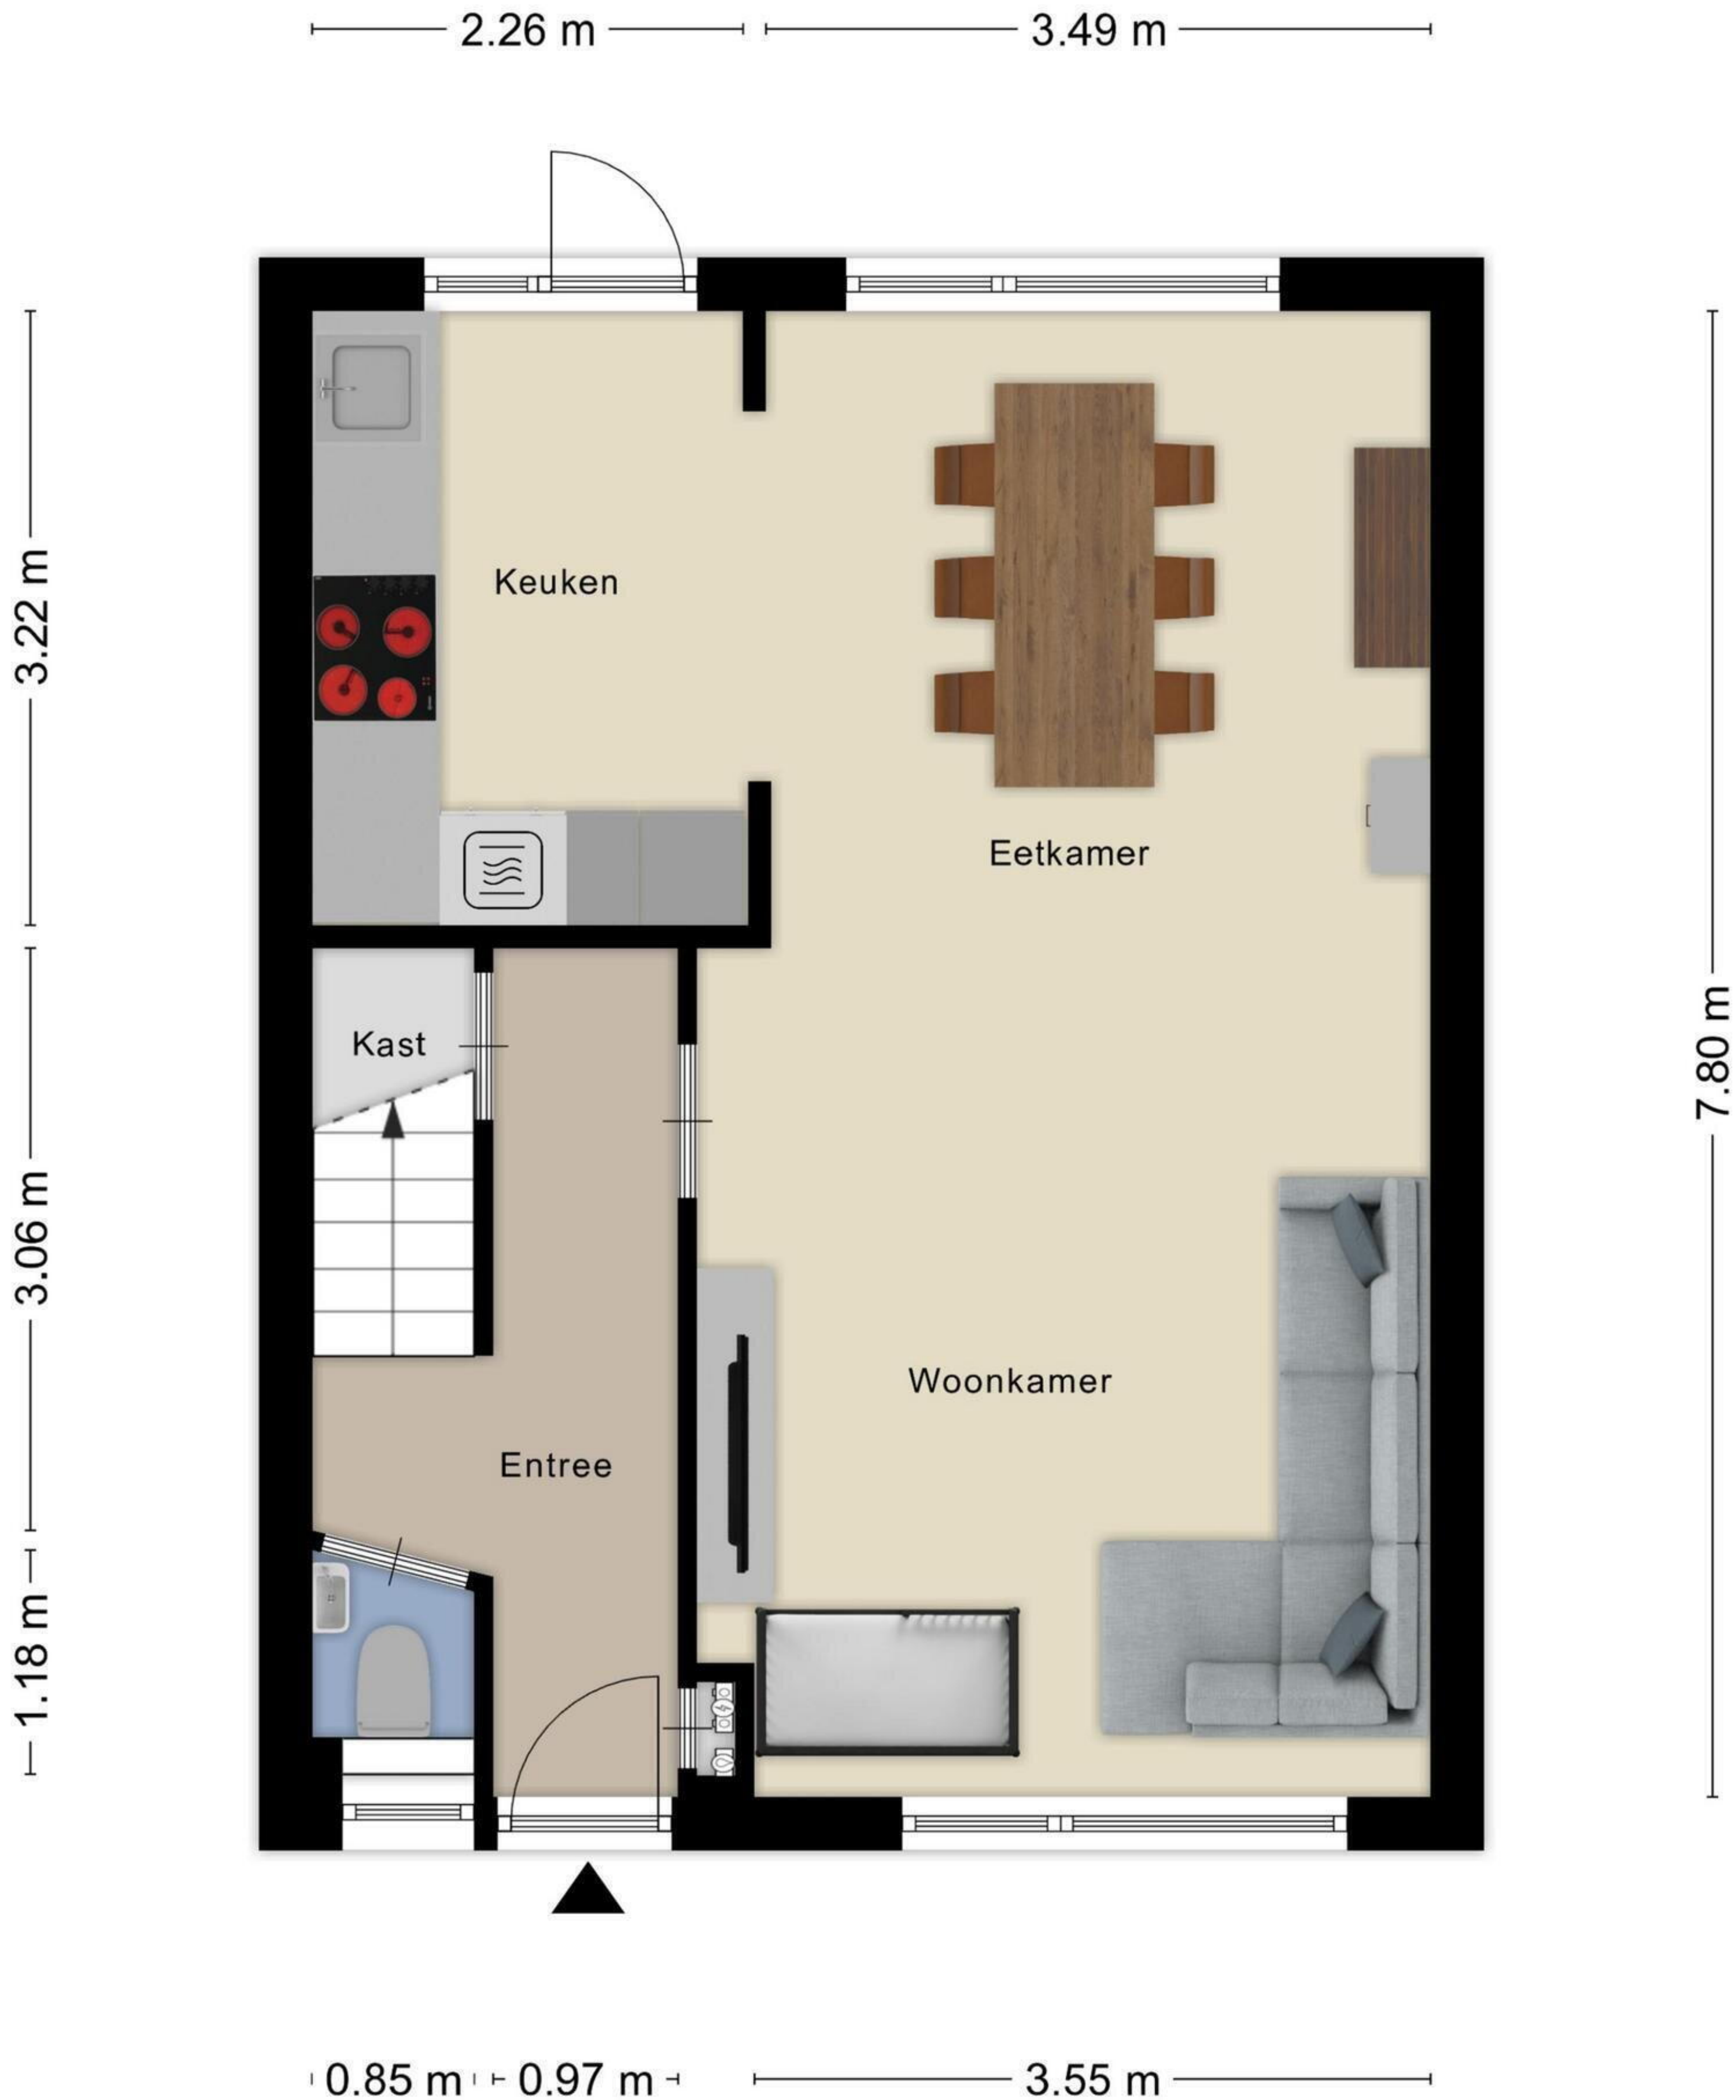 2.26 m
3.49 m
3.22 m
Keuken
Eetkamer
7.80 m
Kast
3.06 m
Woonkamer
Entree
1.18 m
0.85 m
0.97 m
3.55 m